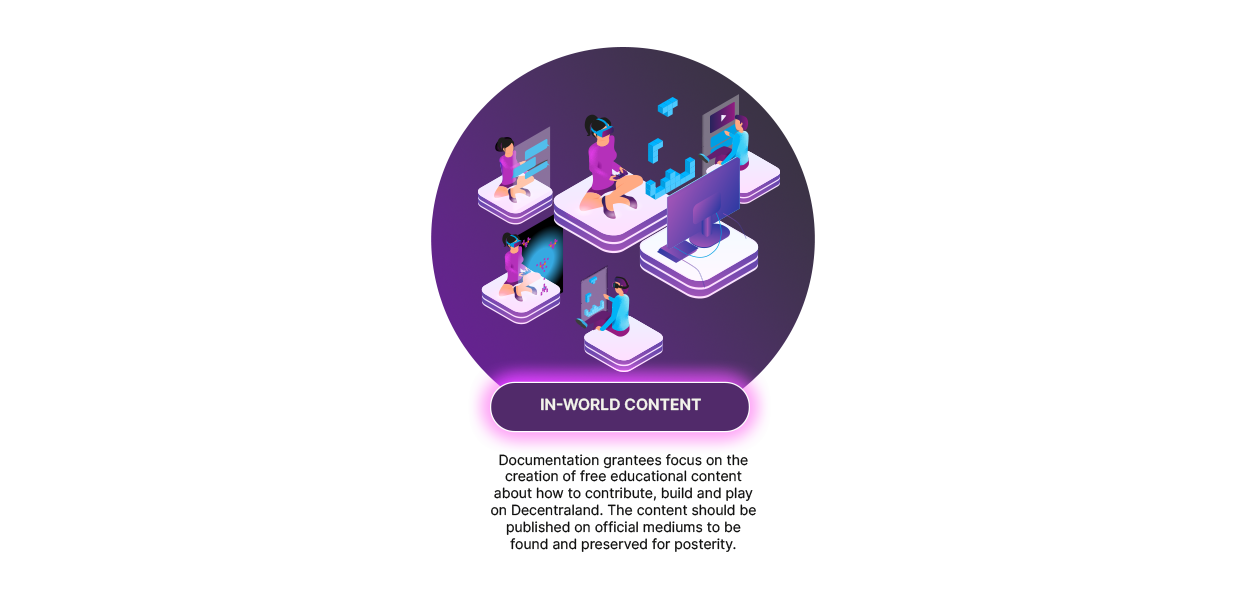 IN-WORLD CONTENT
Documentation grantees focus on the
creation of free educational content
about how to contribute, build and play
on Decentraland. The content should be
published on official mediums to be
found and preserved for posterity.